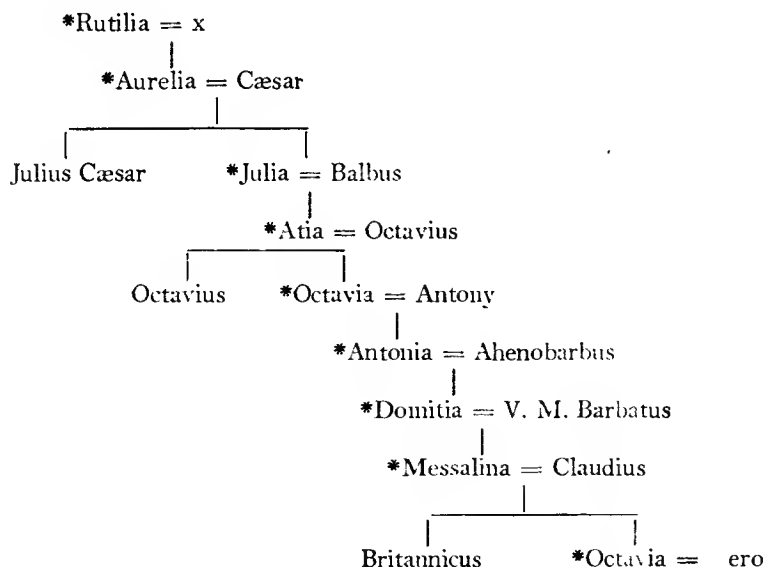 *Rutilia = x
*Aurelia = Cæsar
Julius Cæsar *Julia = Balbus
*Atia = Octavius
Octavius *Octavia = Antony
*Antonia = Ahenobarbus
*Domitia = V. M. Barbatus
*Messalina = Claudius
Britannicus *Octavia = ero